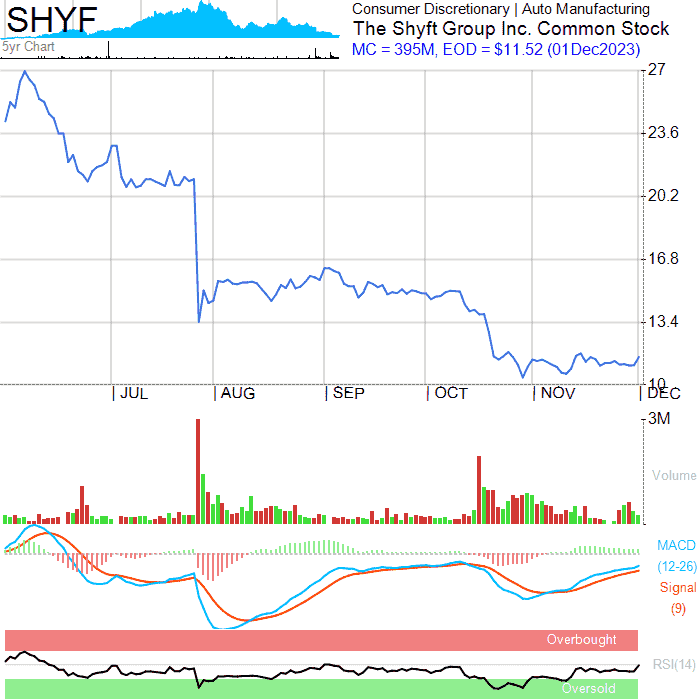 SHYF
5yr Chart
Consumer Discretionary | Auto Manufacturing
The Shyft Group Inc. Common Stock
MC = 395M, EOD = $11.52 (01Dec2023)
27
23.6
20.2
16.8
13.4
10
JUL
AUG
SEP
OCT
NOV
DEC
3M
Volume
MACD
(12-26)
Signal
(9)
Overbought
RSI(14)
Oversold